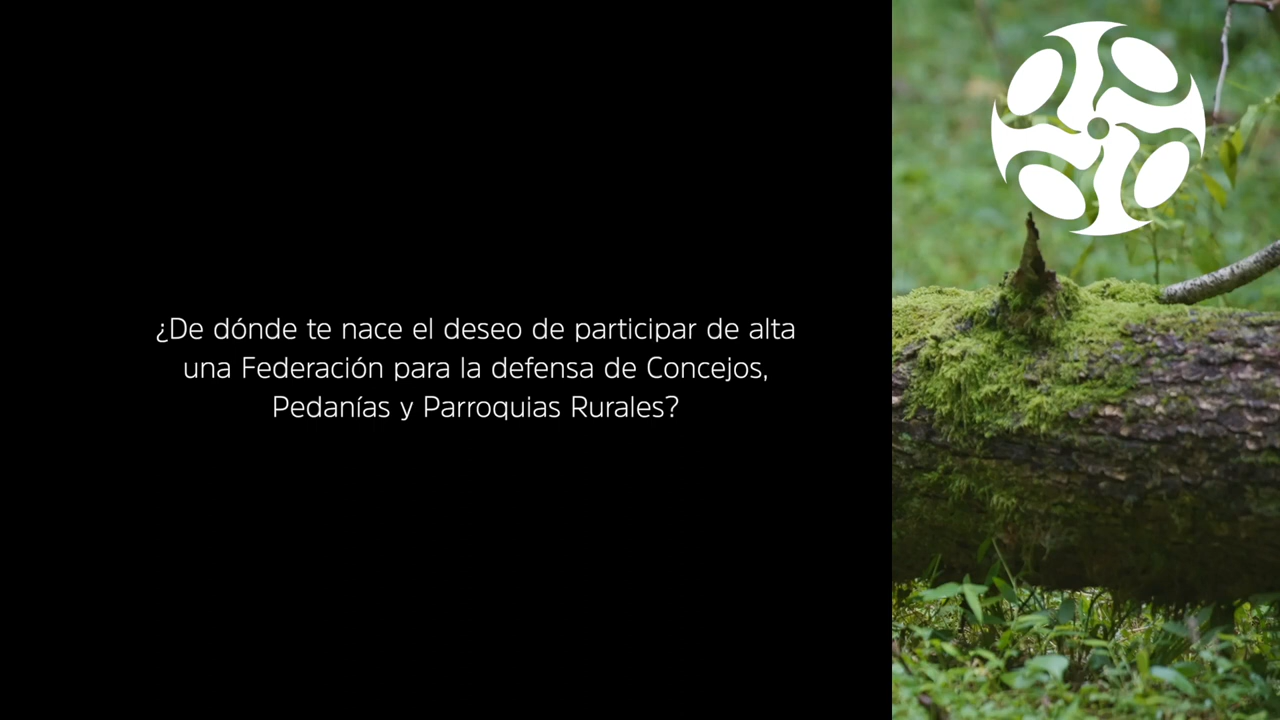 ¿De dónde te nace el deseo de participar de alta
una Federación para la defensa de Concejos,
Pedanías y Parroquias Rurales?